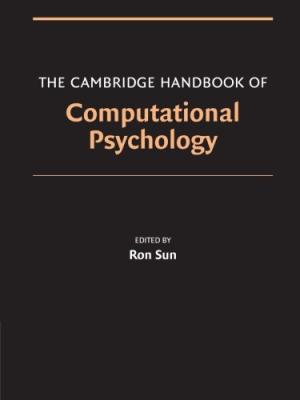 THE CAMBRIDGE HANDBOOK OF
Computational
Psychology
EDITED BY
Ron Sun